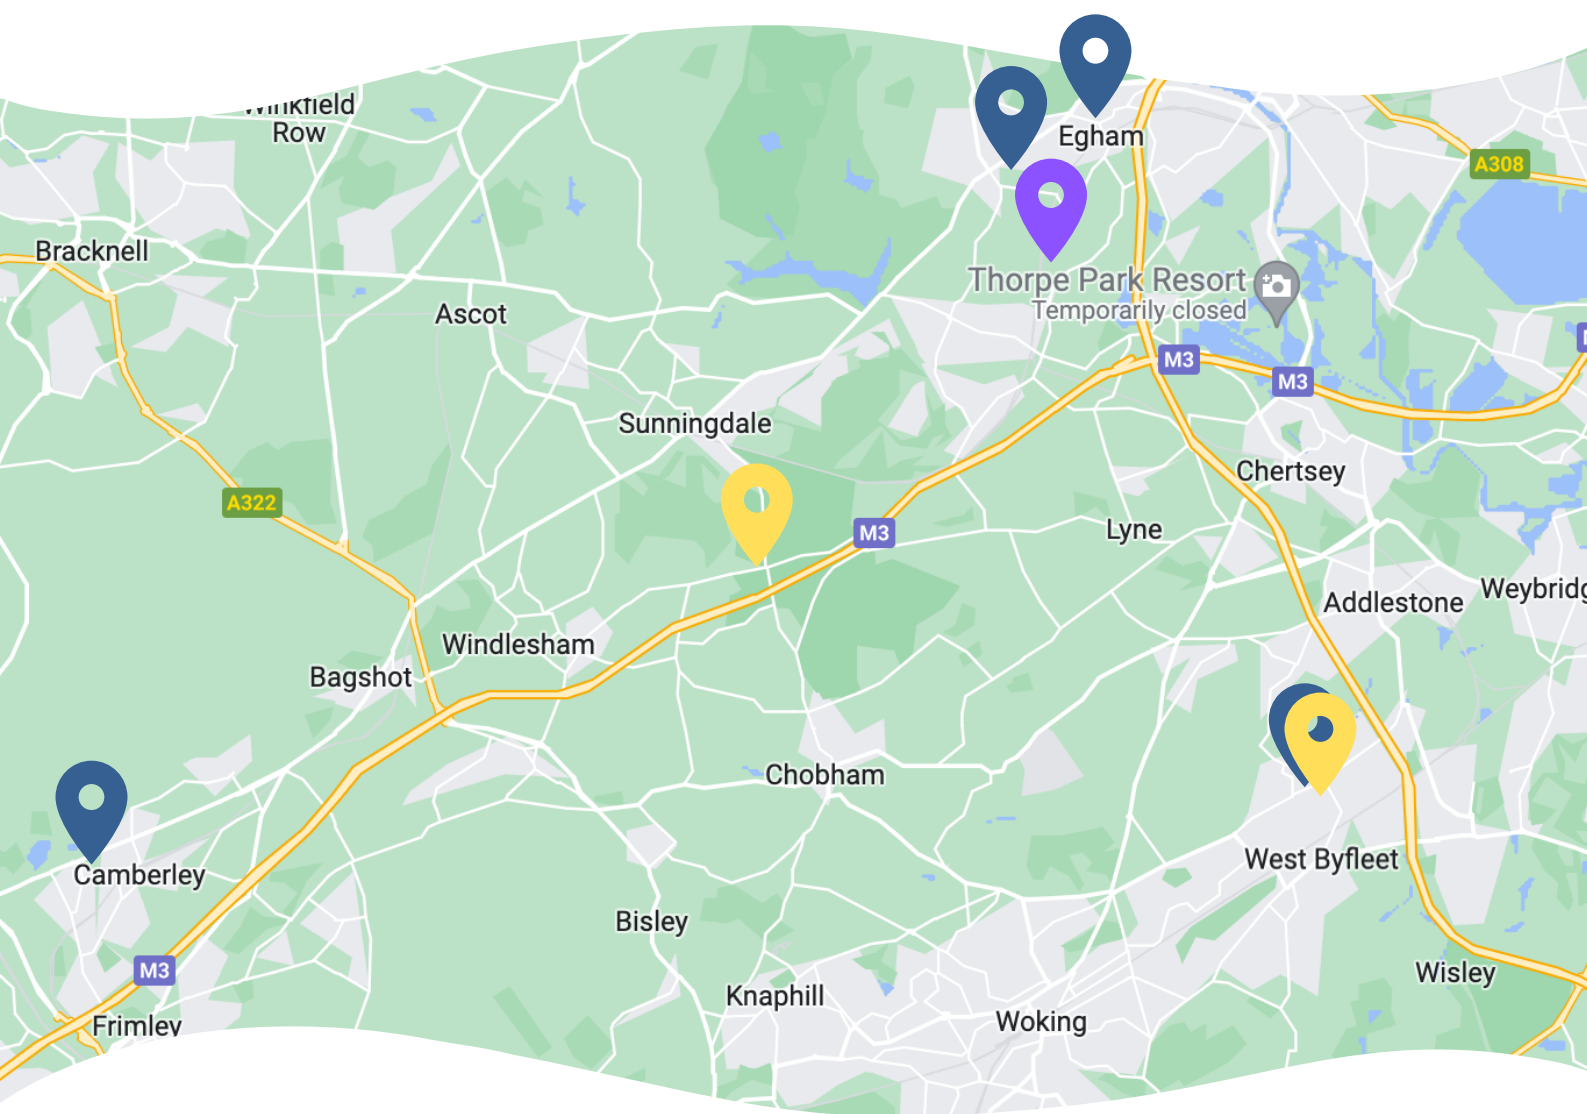 Winkfield
Row
Egham
A308
Bracknell
Thorpe Park Resort
Temporarily closed
Ascot
M3
M3
Sunningdale
Chertsey
A322
M3
Lyne
Addlestone
Windlesham
Bagshot
Chobham
West Byfleet
Camberley
Bisley
M3
Wisley
Knaphill
Woking
Frimley